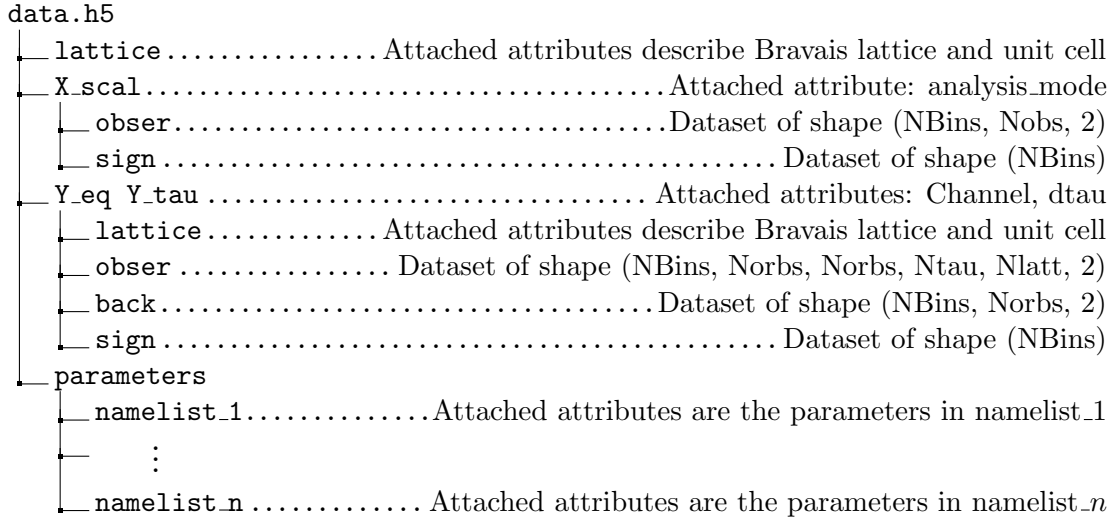 data.h5
lattice................Attached attributes describe Bravais lattice and unit cell
X_scal........................................Attached attribute: analysis_mode
obser......................................Dataset of shape (NBins, Nobs, 2)
sign................................................Dataset of shape (NBins)
Y_eq Y_tau..................................Attached attributes: Channel, dtau
lattice..............Attached attributes describe Bravais lattice and unit cell
obser................Dataset of shape (NBins, Norbs, Norbs, Ntau, Nlatt, 2)
back......................................Dataset of shape (NBins, Norbs, 2)
sign................................................Dataset of shape (NBins)
parameters
namelist_1..............Attached attributes are the parameters in namelist_1
⋮
namelist_n.............Attached attributes are the parameters in namelist_n